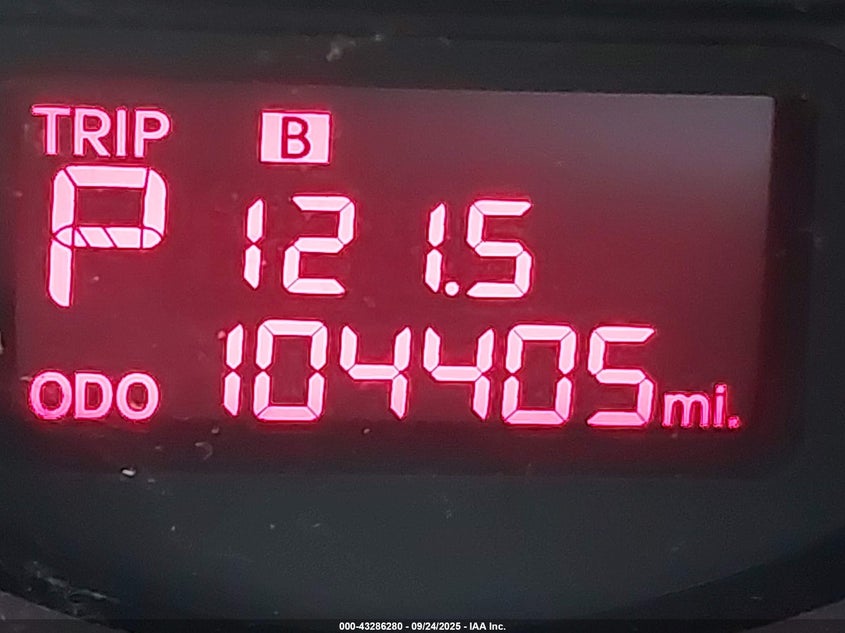 TRIP B
P 121.5
ODO 104405 mi.
000-43286280 - 09/24/2025 - IAA Inc.